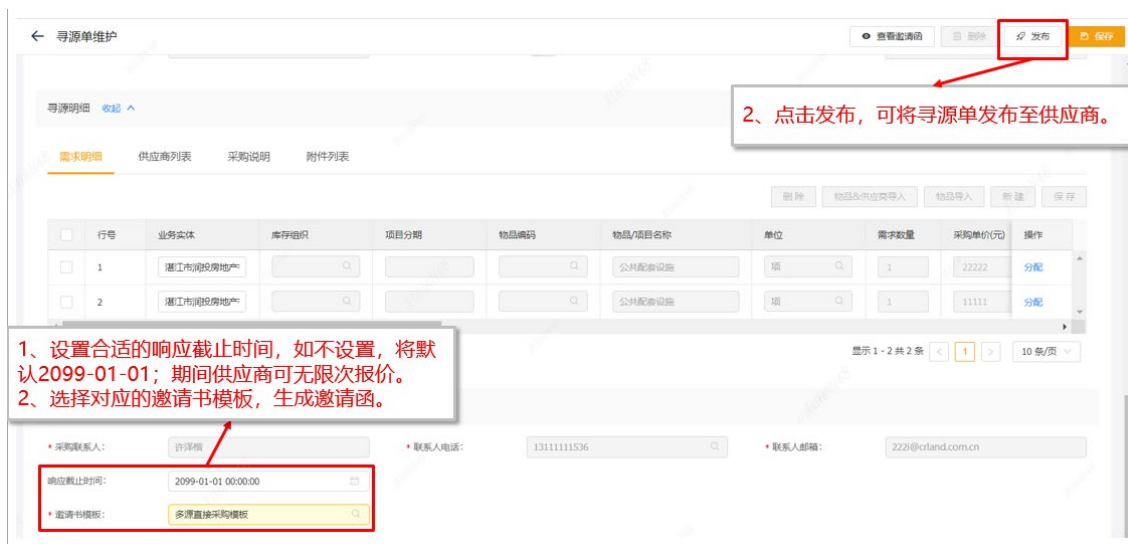 寻源单维护
查看邀请函
删除
发布
保存
寻源明细 收起
2、点击发布，可将寻源单发布至供应商。
需求明细 供应商列表 采购说明 附件列表
删除 物品&供应商导入 物品导入 新建 保存
行号 业务实体 库存组织 项目分期 物品编码 物品/项目名称 单位 需求数量 采购单价(元) 操作
1 湛江市润投房地产 公共配套设施 项 1 22222 分配
2 湛江市润投房地产 公共配套设施 项 1 11111 分配
显示 1 - 2 共 2 条 < 1 > 10 条/页
1、设置合适的响应截止时间，如不设置，将默
认2099-01-01；期间供应商可无限次报价。
2、选择对应的邀请书模板，生成邀请函。
* 采购联系人： * 联系人电话： 13111111536 * 联系人邮箱： 222l@crland.com.cn
响应截止时间： 2099-01-01 00:00:00
* 邀请书模板： 多源直接采购模板